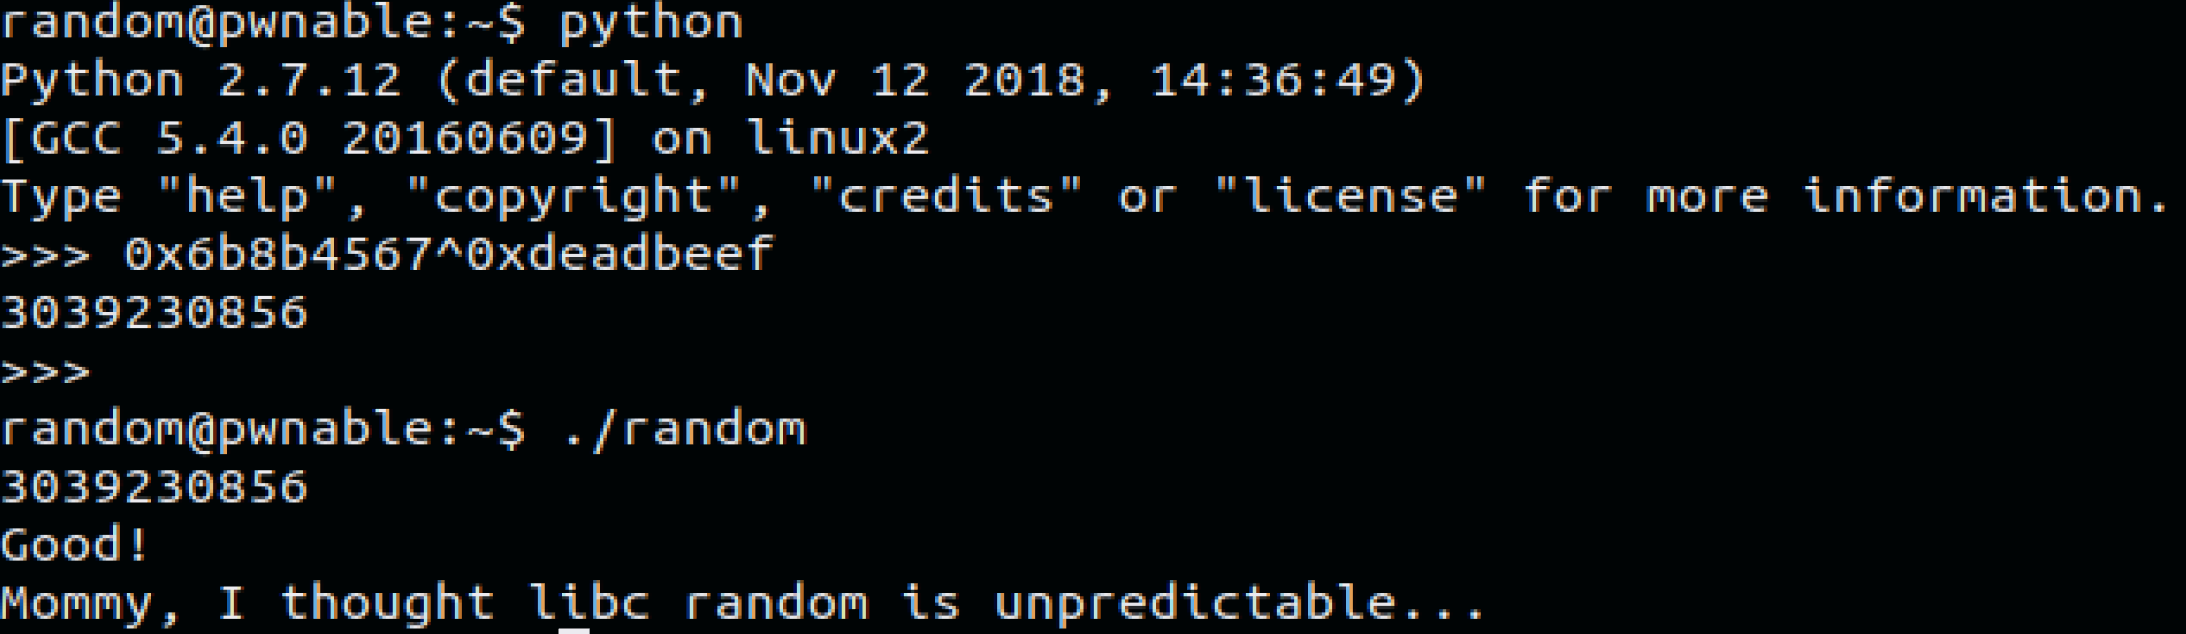 random@pwnable:~$ python
Python 2.7.12 (default, Nov 12 2018, 14:36:49)
[GCC 5.4.0 20160609] on linux2
Type "help", "copyright", "credits" or "license" for more information.
>>> 0x6b8b4567^0xdeadbeef
3039230856
>>>
random@pwnable:~$ ./random
3039230856
Good!
Mommy, I thought libc random is unpredictable...